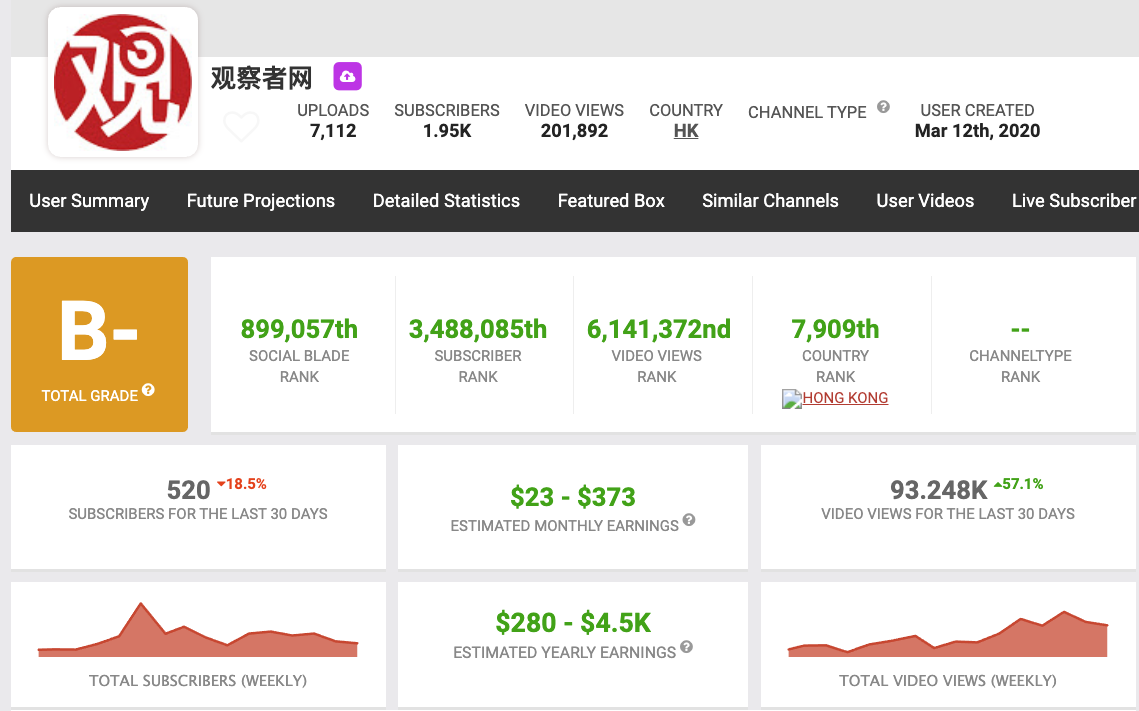 观
观察者网
UPLOADS SUBSCRIBERS VIDEO VIEWS COUNTRY CHANNEL TYPE ? USER CREATED
7,112 1.95K 201,892 HK Mar 12th, 2020
User Summary Future Projections Detailed Statistics Featured Box Similar Channels User Videos Live Subscriber
B-
TOTAL GRADE ?
899,057th 3,488,085th 6,141,372nd 7,909th --
SOCIAL BLADE SUBSCRIBER VIDEO VIEWS COUNTRY CHANNELTYPE
RANK RANK RANK RANK RANK
HONG KONG
520 18.5%
SUBSCRIBERS FOR THE LAST 30 DAYS
$23 - $373
ESTIMATED MONTHLY EARNINGS ?
93.248K 57.1%
VIDEO VIEWS FOR THE LAST 30 DAYS
TOTAL SUBSCRIBERS (WEEKLY)
$280 - $4.5K
ESTIMATED YEARLY EARNINGS ?
TOTAL VIDEO VIEWS (WEEKLY)